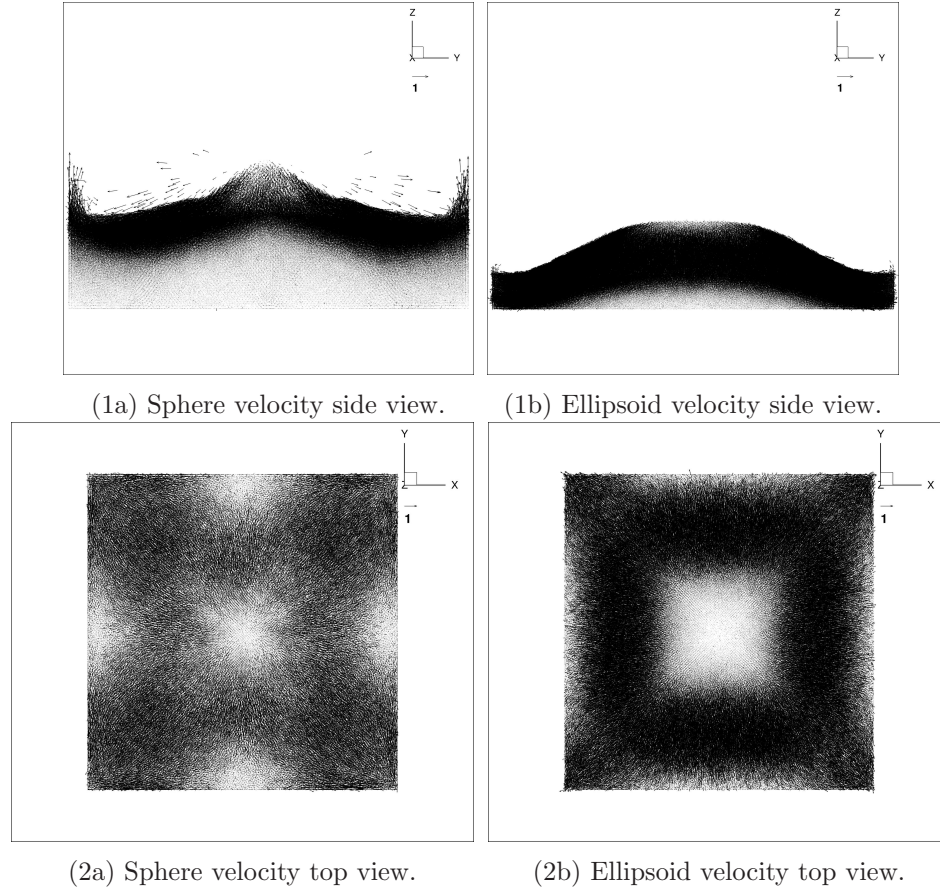 Z
X Y
1
Z
X Y
1
(1a) Sphere velocity side view.
(1b) Ellipsoid velocity side view.
Y
Z X
1
Y
Z X
1
(2a) Sphere velocity top view.
(2b) Ellipsoid velocity top view.